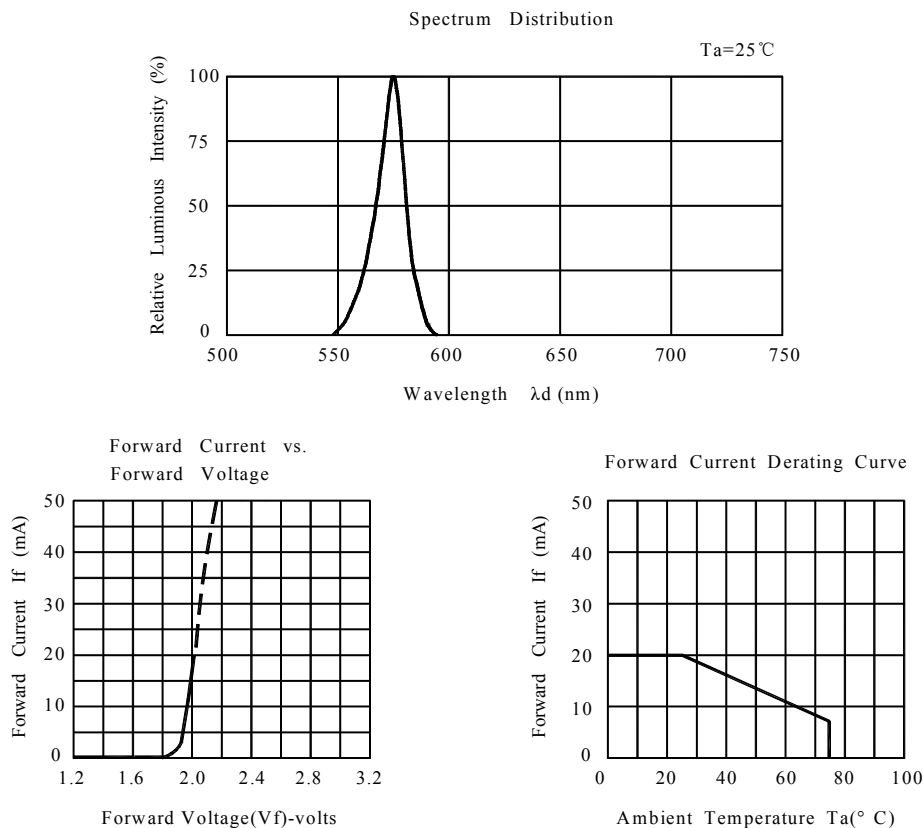 Spectrum Distribution
Ta=25℃
Relative Luminous Intensity (%)
100
75
50
25
0
500 550 600 650 700 750
Wavelength λd (nm)
Forward Current vs.
Forward Voltage
Forward Current If (mA)
50
40
30
20
10
0
1.2 1.6 2.0 2.4 2.8 3.2
Forward Voltage(Vf)-volts
Forward Current Derating Curve
Forward Current If (mA)
50
40
30
20
10
0
0 20 40 60 80 100
Ambient Temperature Ta(° C)